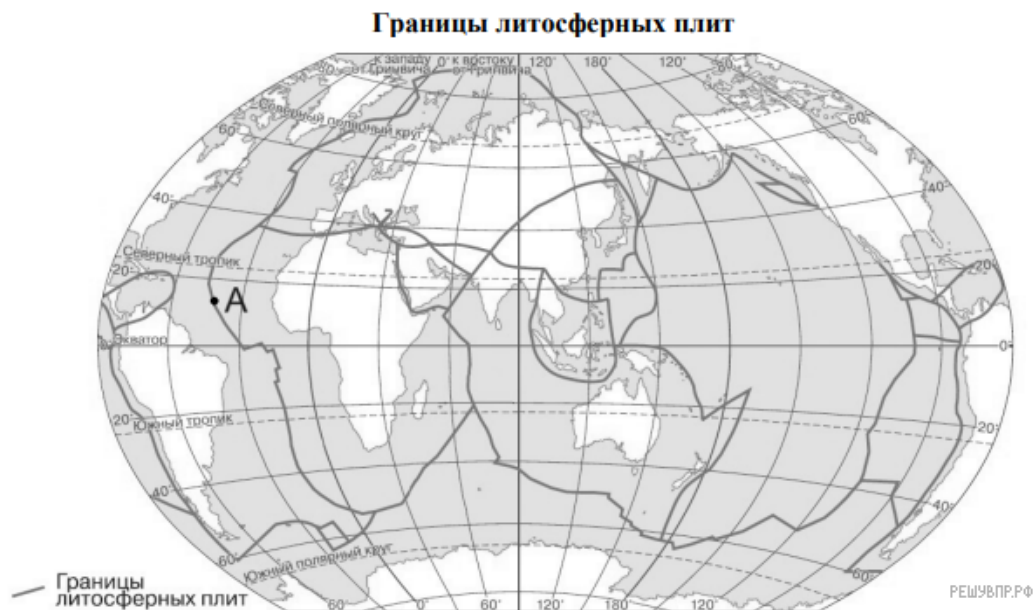 Границы литосферных плит
к западу 0° к востоку
от Гринвича от Гринвича
120° 180° 120°
60° 60°
Северный полярный круг
40° 40°
Северный тропик
20° 20°
А
0° Экватор 0°
20° Южный тропик 20°
40° 40°
60° Южный полярный круг 60°
60° 0° 60° 120° 180° 120°
Границы
литосферных плит
РЕШУВПР.РФ